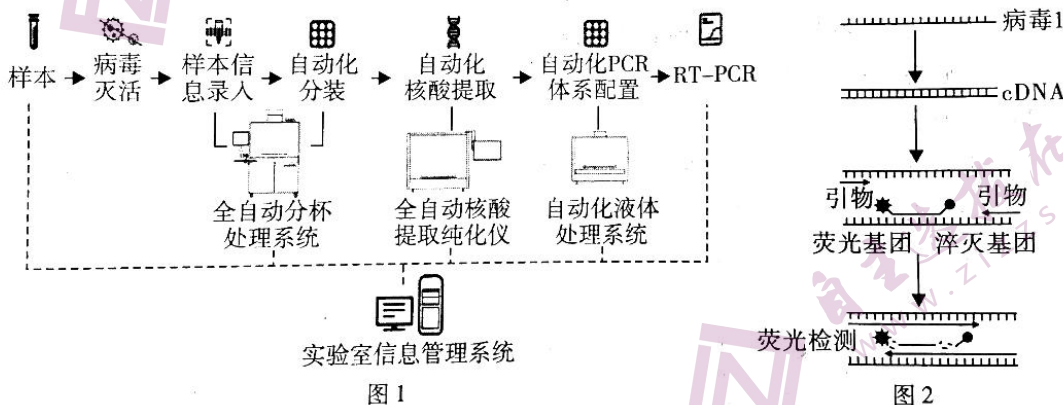 样本
病毒
灭活
样本信
息录入
自动化
分装
自动化
核酸提取
自动化PCR
体系配置
RT-PCR
全自动分杯
处理系统
全自动核酸
提取纯化仪
自动化液体
处理系统
实验室信息管理系统
图1
病毒1
cDNA
引物
引物
荧光基团
淬灭基团
荧光检测
图2